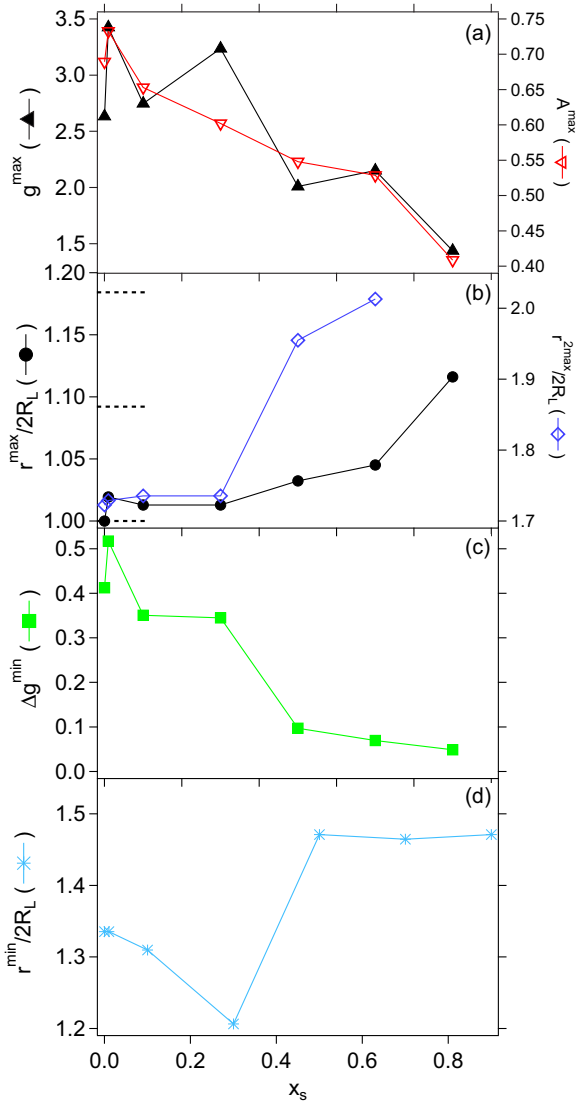 (a)
3.5
3.0
2.5
2.0
1.5
g^max ( ▲ )
0.75
0.70
0.65
0.60
0.55
0.50
0.45
0.40
A^max ( ▽ )
(b)
1.20
1.15
1.10
1.05
1.00
r^max/2R_L ( ● )
2.0
1.9
1.8
1.7
r^2max/2R_L ( ◇ )
(c)
0.5
0.4
0.3
0.2
0.1
0.0
Δg^min ( ■ )
(d)
1.5
1.4
1.3
1.2
r^min/2R_L ( ✳ )
0.0 0.2 0.4 0.6 0.8
x_s